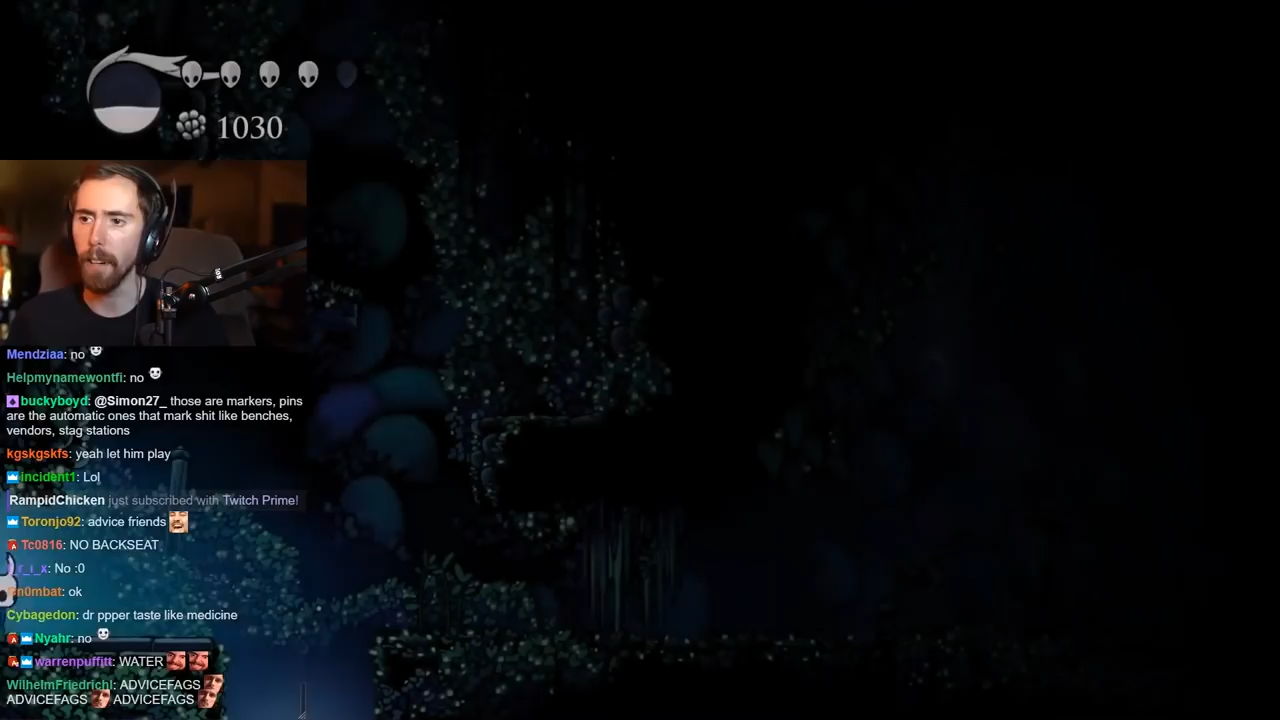 1030
Mendziaa: no
Helpmynamewontfi: no
buckyboyd: @Simon27_ those are markers, pins
are the automatic ones that mark shit like benches,
vendors, stag stations
kgskgskfs: yeah let him play
incident1: Lol
RampidChicken just subscribed with Twitch Prime!
Toronjo92: advice friends
Tc0816: NO BACKSEAT
No :0
ok
Cybagedon: dr ppper taste like medicine
Nyahr: no
warrenpuffitt: WATER
WilhelmFriedrichI: ADVICEFAGS
ADVICEFAGS ADVICEFAGS